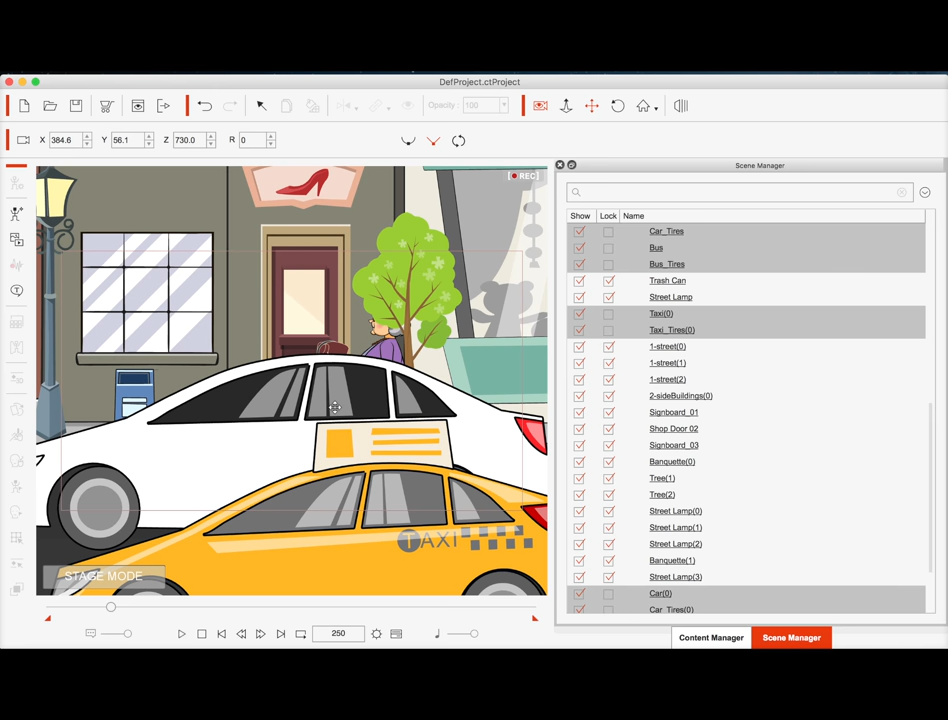 DefProject.ctProject
Opacity : 100
X 384.6 Y 56.1 Z 730.0 R 0
Scene Manager
[ REC]
Show Lock Name
Car_Tires
Bus
Bus_Tires
Trash Can
Street Lamp
Taxi(0)
Taxi_Tires(0)
1-street(0)
1-street(1)
1-street(2)
2-sideBuildings(0)
Signboard_01
Shop Door 02
Signboard_03
Banquette(0)
Tree(1)
Tree(2)
Street Lamp(0)
Street Lamp(1)
Street Lamp(2)
Banquette(1)
Street Lamp(3)
Car(0)
Car_Tires(0)
TAXI
STAGE MODE
250
Content Manager Scene Manager